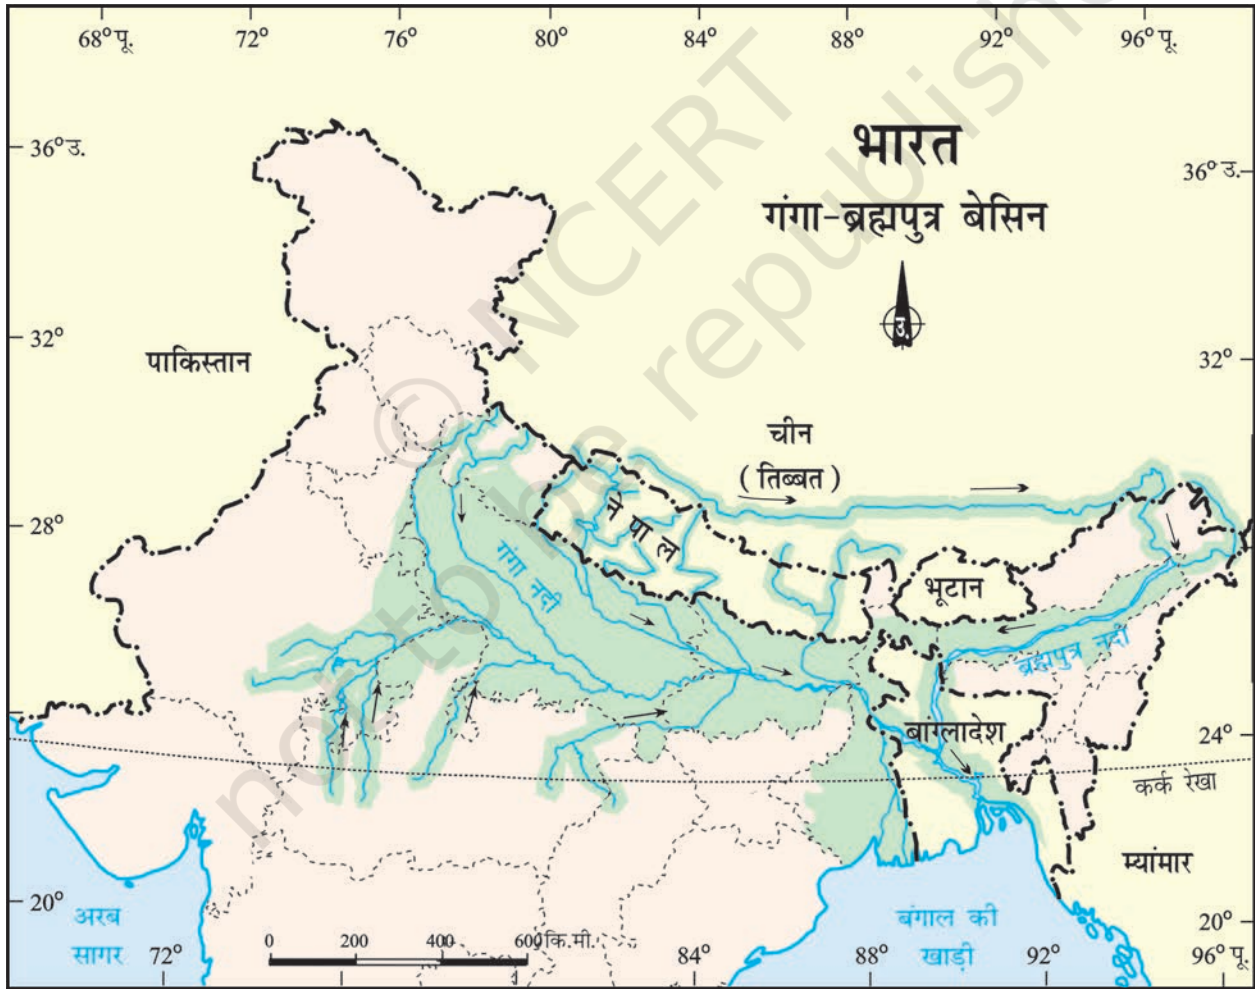 68° पू.
72°
76°
80°
84°
88°
92°
96° पू.
36° उ.
36° उ.
भारत
गंगा-ब्रह्मपुत्र बेसिन
उ.
32°
32°
पाकिस्तान
चीन
(तिब्बत)
28°
28°
नेपाल
गंगा नदी
भूटान
ब्रह्मपुत्र नदी
बांग्लादेश
24°
24°
कर्क रेखा
म्यांमार
20°
20°
अरब
सागर
बंगाल की
खाड़ी
0 200 400 600 कि.मी.
72°
84°
88°
92°
96° पू.
© NCERT
not to be republished